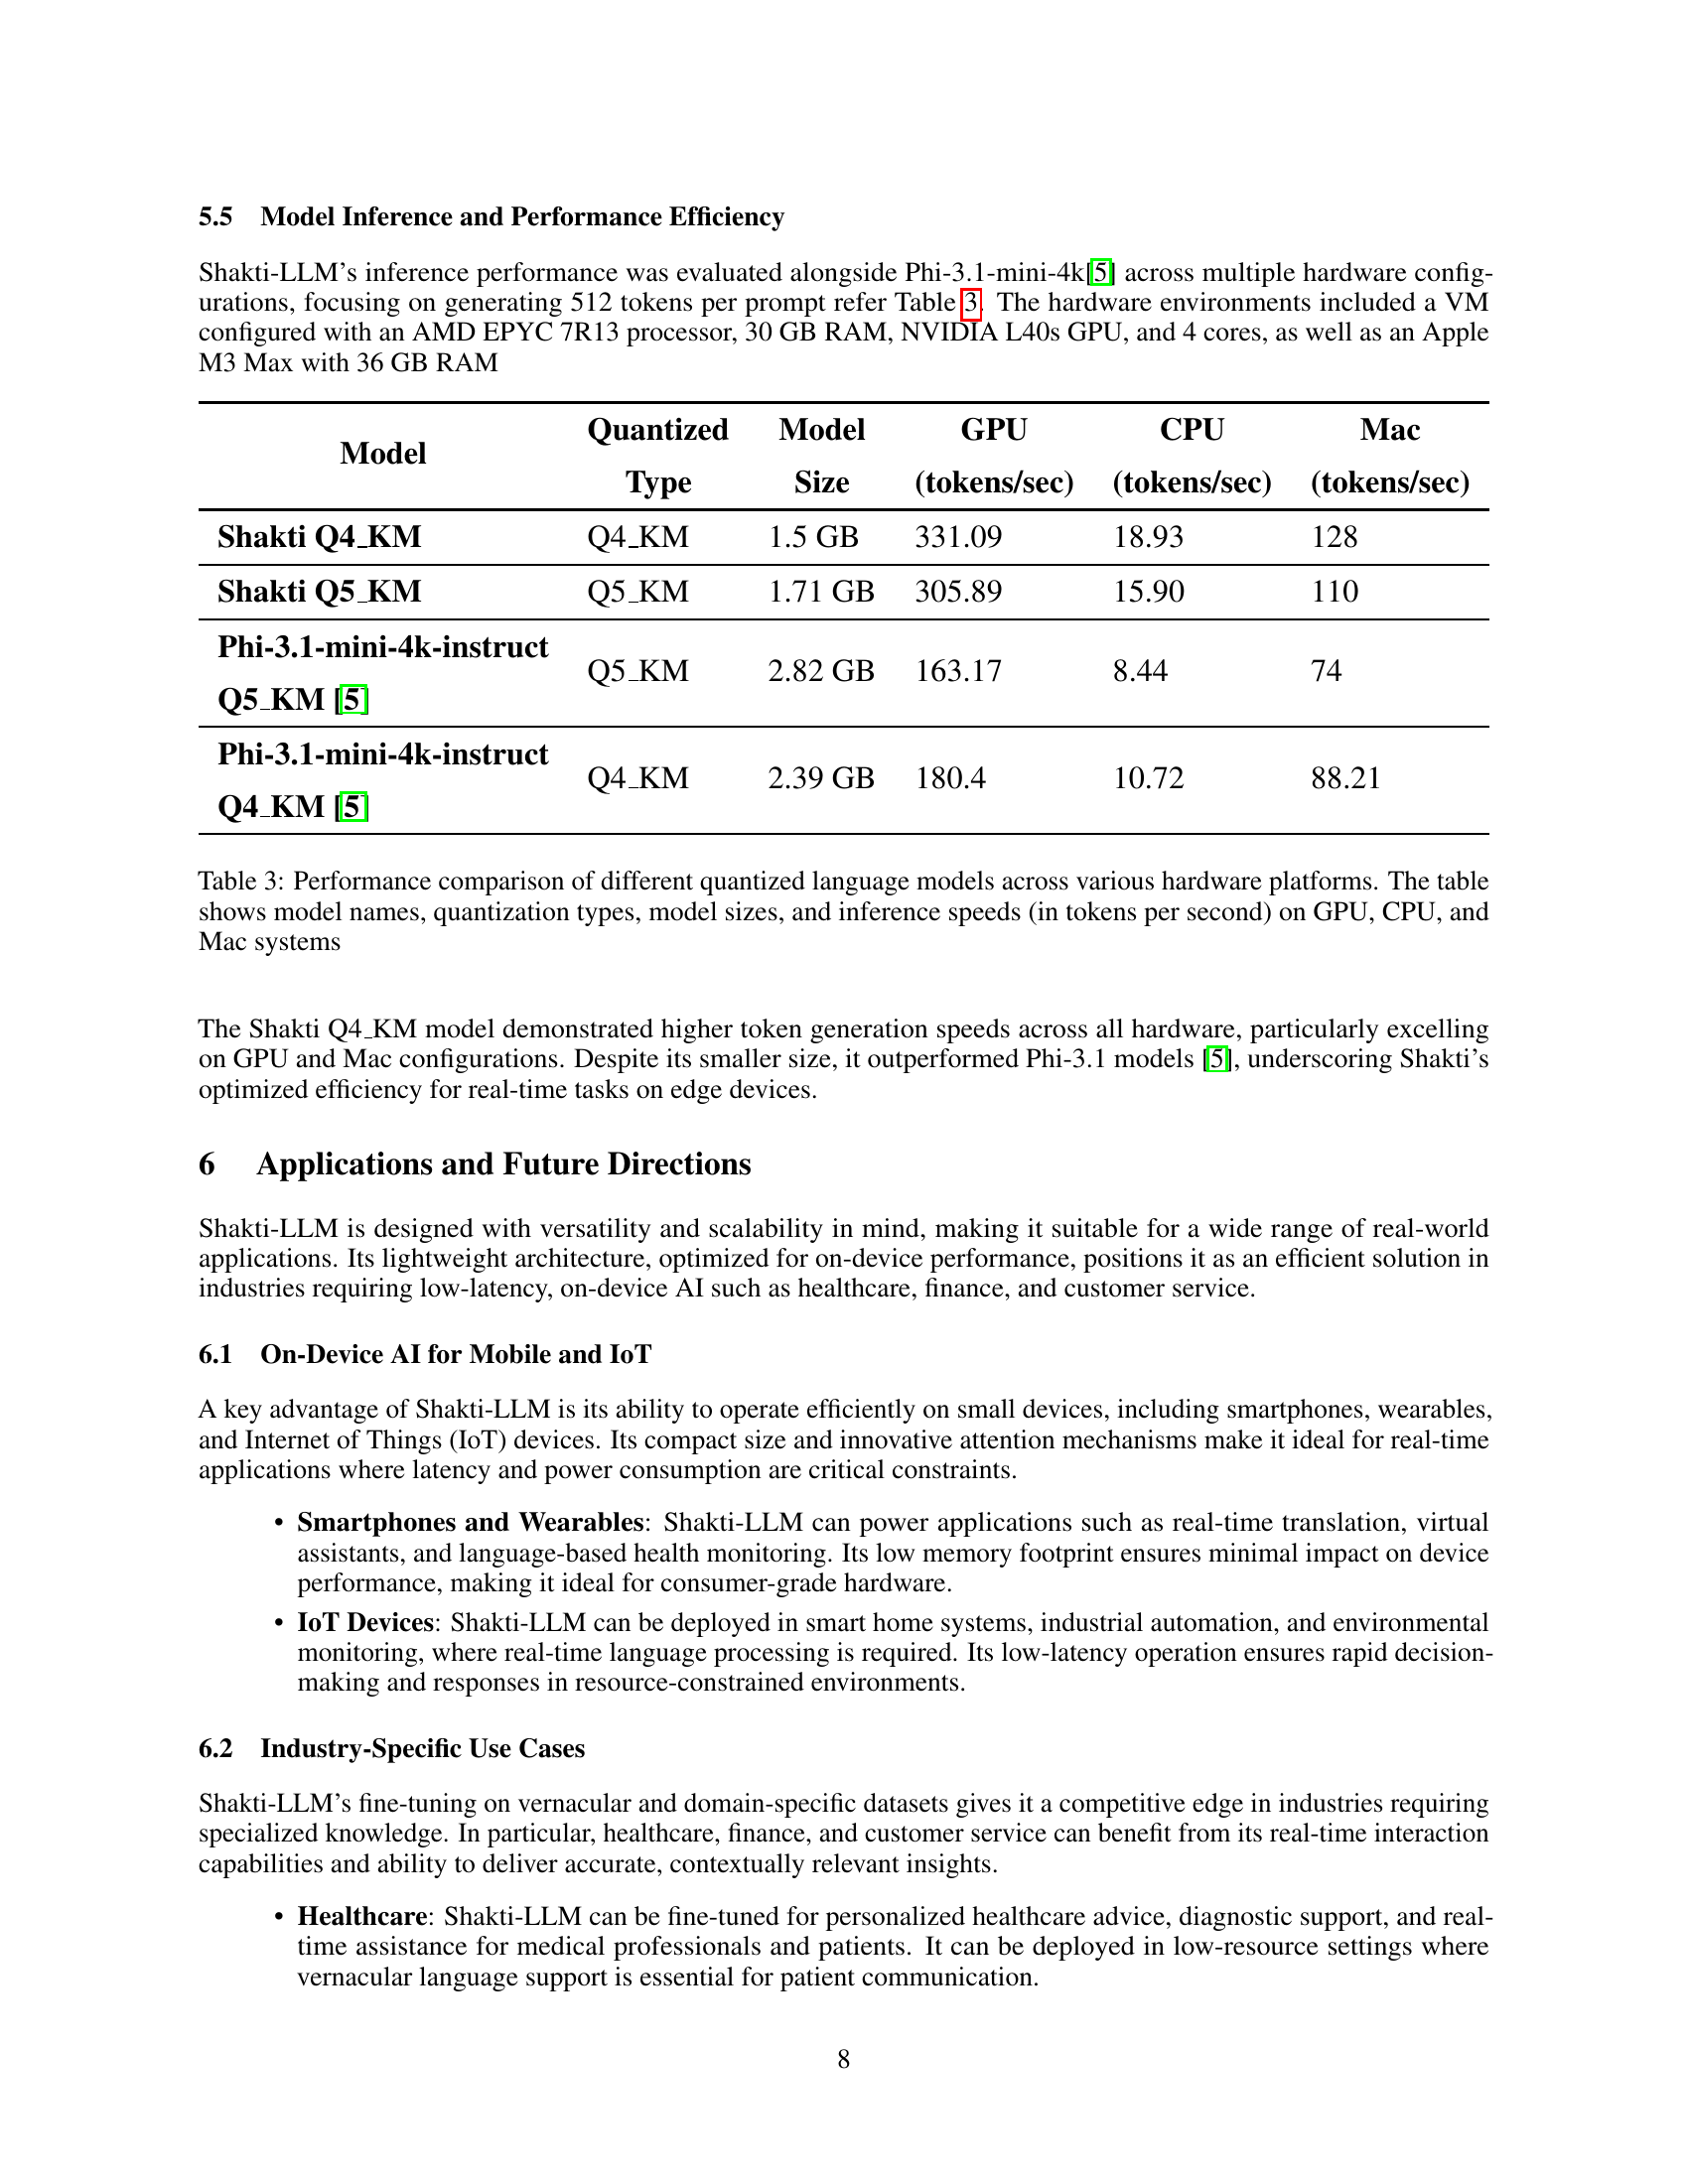 5.5 Model Inference and Performance Efficiency
Shakti-LLM's inference performance was evaluated alongside Phi-3.1-mini-4k[5] across multiple hardware config-
urations, focusing on generating 512 tokens per prompt refer Table 3. The hardware environments included a VM
configured with an AMD EPYC 7R13 processor, 30 GB RAM, NVIDIA L40s GPU, and 4 cores, as well as an Apple
M3 Max with 36 GB RAM
Model Quantized Type Model Size GPU (tokens/sec) CPU (tokens/sec) Mac (tokens/sec)
Shakti Q4_KM Q4_KM 1.5 GB 331.09 18.93 128
Shakti Q5_KM Q5_KM 1.71 GB 305.89 15.90 110
Phi-3.1-mini-4k-instruct Q5_KM [5] Q5_KM 2.82 GB 163.17 8.44 74
Phi-3.1-mini-4k-instruct Q4_KM [5] Q4_KM 2.39 GB 180.4 10.72 88.21
Table 3: Performance comparison of different quantized language models across various hardware platforms. The table
shows model names, quantization types, model sizes, and inference speeds (in tokens per second) on GPU, CPU, and
Mac systems
The Shakti Q4_KM model demonstrated higher token generation speeds across all hardware, particularly excelling
on GPU and Mac configurations. Despite its smaller size, it outperformed Phi-3.1 models [5], underscoring Shakti's
optimized efficiency for real-time tasks on edge devices.
6 Applications and Future Directions
Shakti-LLM is designed with versatility and scalability in mind, making it suitable for a wide range of real-world
applications. Its lightweight architecture, optimized for on-device performance, positions it as an efficient solution in
industries requiring low-latency, on-device AI such as healthcare, finance, and customer service.
6.1 On-Device AI for Mobile and IoT
A key advantage of Shakti-LLM is its ability to operate efficiently on small devices, including smartphones, wearables,
and Internet of Things (IoT) devices. Its compact size and innovative attention mechanisms make it ideal for real-time
applications where latency and power consumption are critical constraints.
• Smartphones and Wearables: Shakti-LLM can power applications such as real-time translation, virtual
assistants, and language-based health monitoring. Its low memory footprint ensures minimal impact on device
performance, making it ideal for consumer-grade hardware.
• IoT Devices: Shakti-LLM can be deployed in smart home systems, industrial automation, and environmental
monitoring, where real-time language processing is required. Its low-latency operation ensures rapid decision-
making and responses in resource-constrained environments.
6.2 Industry-Specific Use Cases
Shakti-LLM's fine-tuning on vernacular and domain-specific datasets gives it a competitive edge in industries requiring
specialized knowledge. In particular, healthcare, finance, and customer service can benefit from its real-time interaction
capabilities and ability to deliver accurate, contextually relevant insights.
• Healthcare: Shakti-LLM can be fine-tuned for personalized healthcare advice, diagnostic support, and real-
time assistance for medical professionals and patients. It can be deployed in low-resource settings where
vernacular language support is essential for patient communication.
8